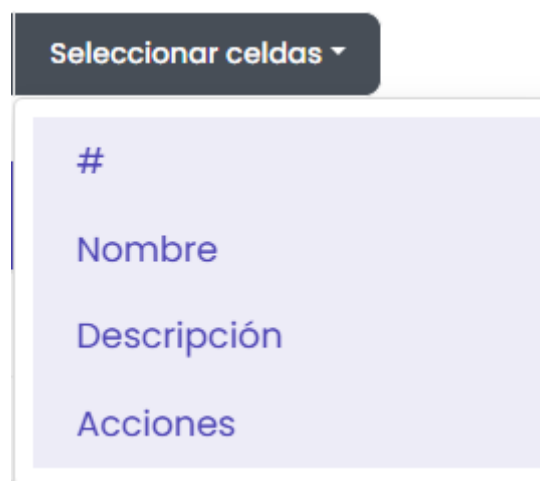 Seleccionar celdas
#
Nombre
Descripción
Acciones